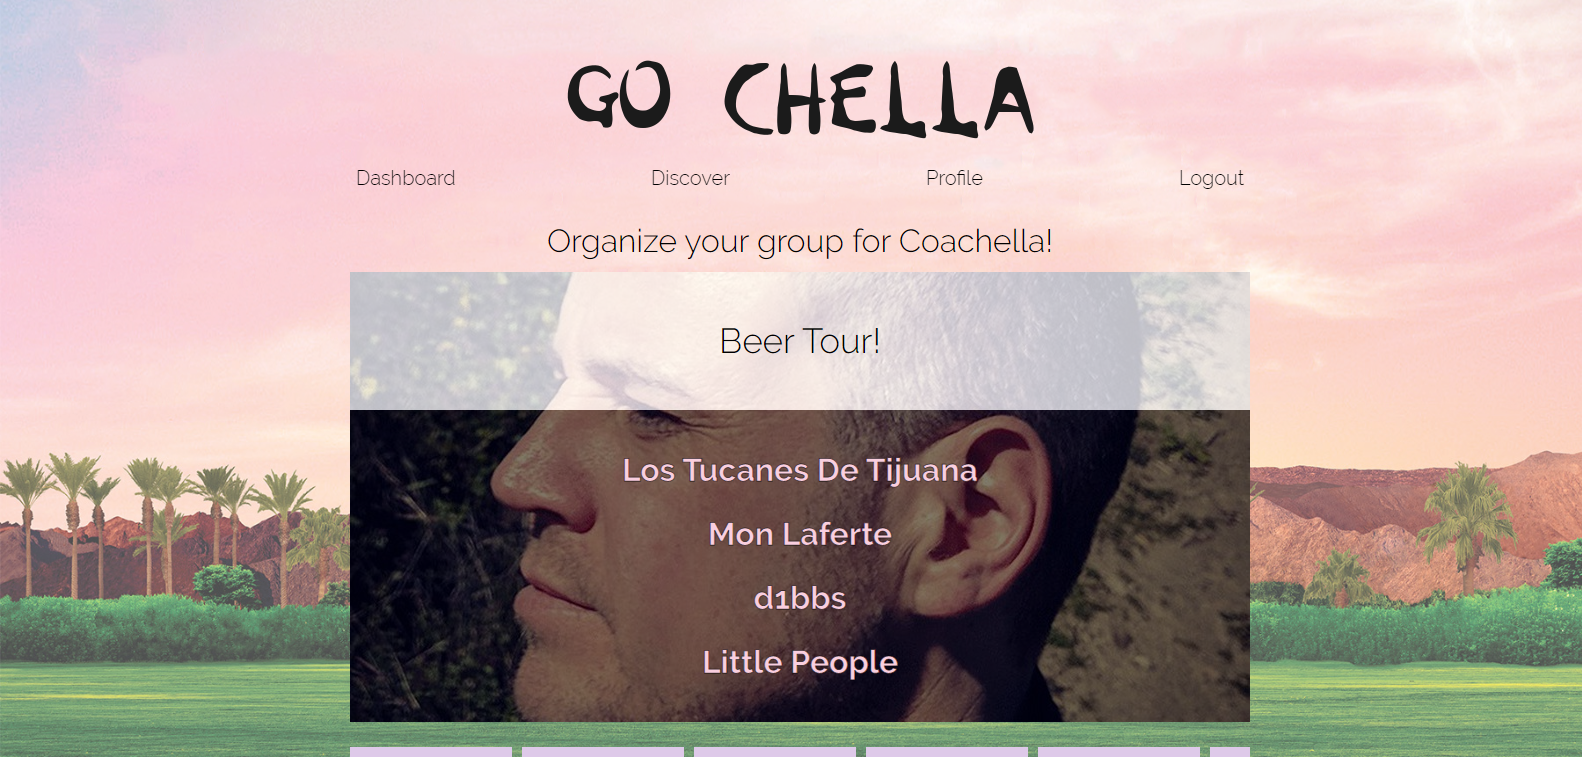 GO CHELLA
Dashboard Discover Profile Logout
Organize your group for Coachella!
Beer Tour!
Los Tucanes De Tijuana
Mon Laferte
d1bbs
Little People